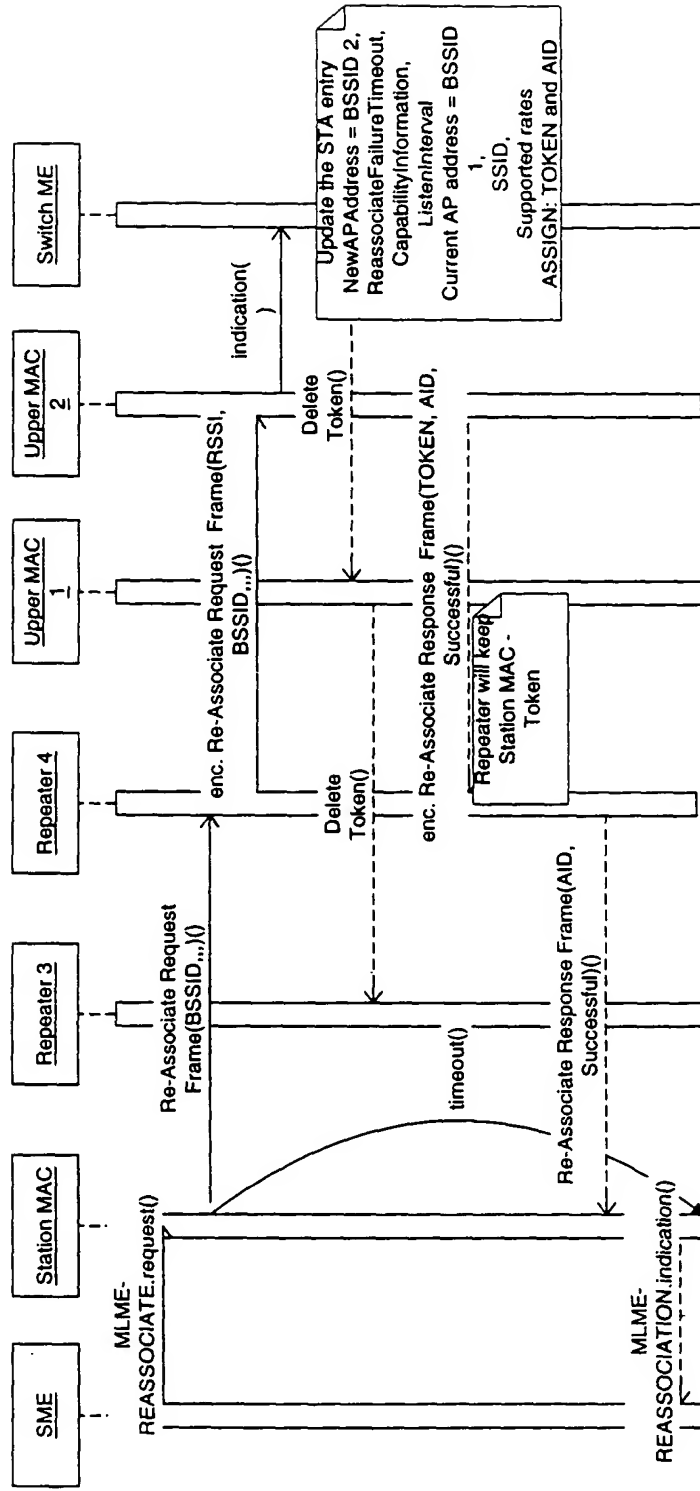 SME
Station MAC
Repeater 3
Repeater 4
Upper MAC
1
Upper MAC
2
Switch ME
MLME-
REASSOCIATE.request()
Re-Associate Request
Frame(BSSID,,,)()
enc. Re-Associate Request Frame(RSSI,
BSSID,,,)()
indication(
)
Update the STA entry
NewAPAddress = BSSID 2,
ReassociateFailureTimeout,
CapabilityInformation,
ListenInterval
Current AP address = BSSID
1,
SSID,
Supported rates
ASSIGN: TOKEN and AID
Delete
Token()
Delete
Token()
enc. Re-Associate Response Frame(TOKEN, AID,
Successful)()
Repeater will keep
Station MAC -
Token
timeout()
Re-Associate Response Frame(AID,
Successful)()
MLME-
REASSOCIATION.indication()